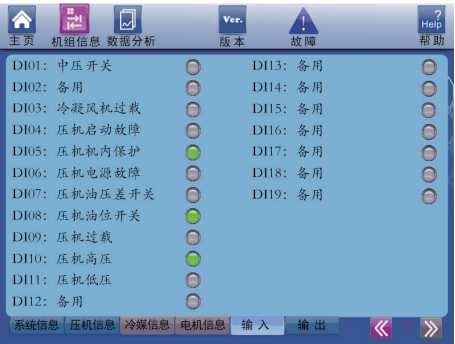 主页 机组信息 数据分析 Ver. 版本 故障 Help ? 帮助
DI01: 中压开关
DI02: 备用
DI03: 冷凝风机过载
DI04: 压机启动故障
DI05: 压机机内保护
DI06: 压机电源故障
DI07: 压机油压差开关
DI08: 压机油位开关
DI09: 压机过载
DI10: 压机高压
DI11: 压机低压
DI12: 备用
DI13: 备用
DI14: 备用
DI15: 备用
DI16: 备用
DI17: 备用
DI18: 备用
DI19: 备用
系统信息 压机信息 冷媒信息 电机信息 输入 输出